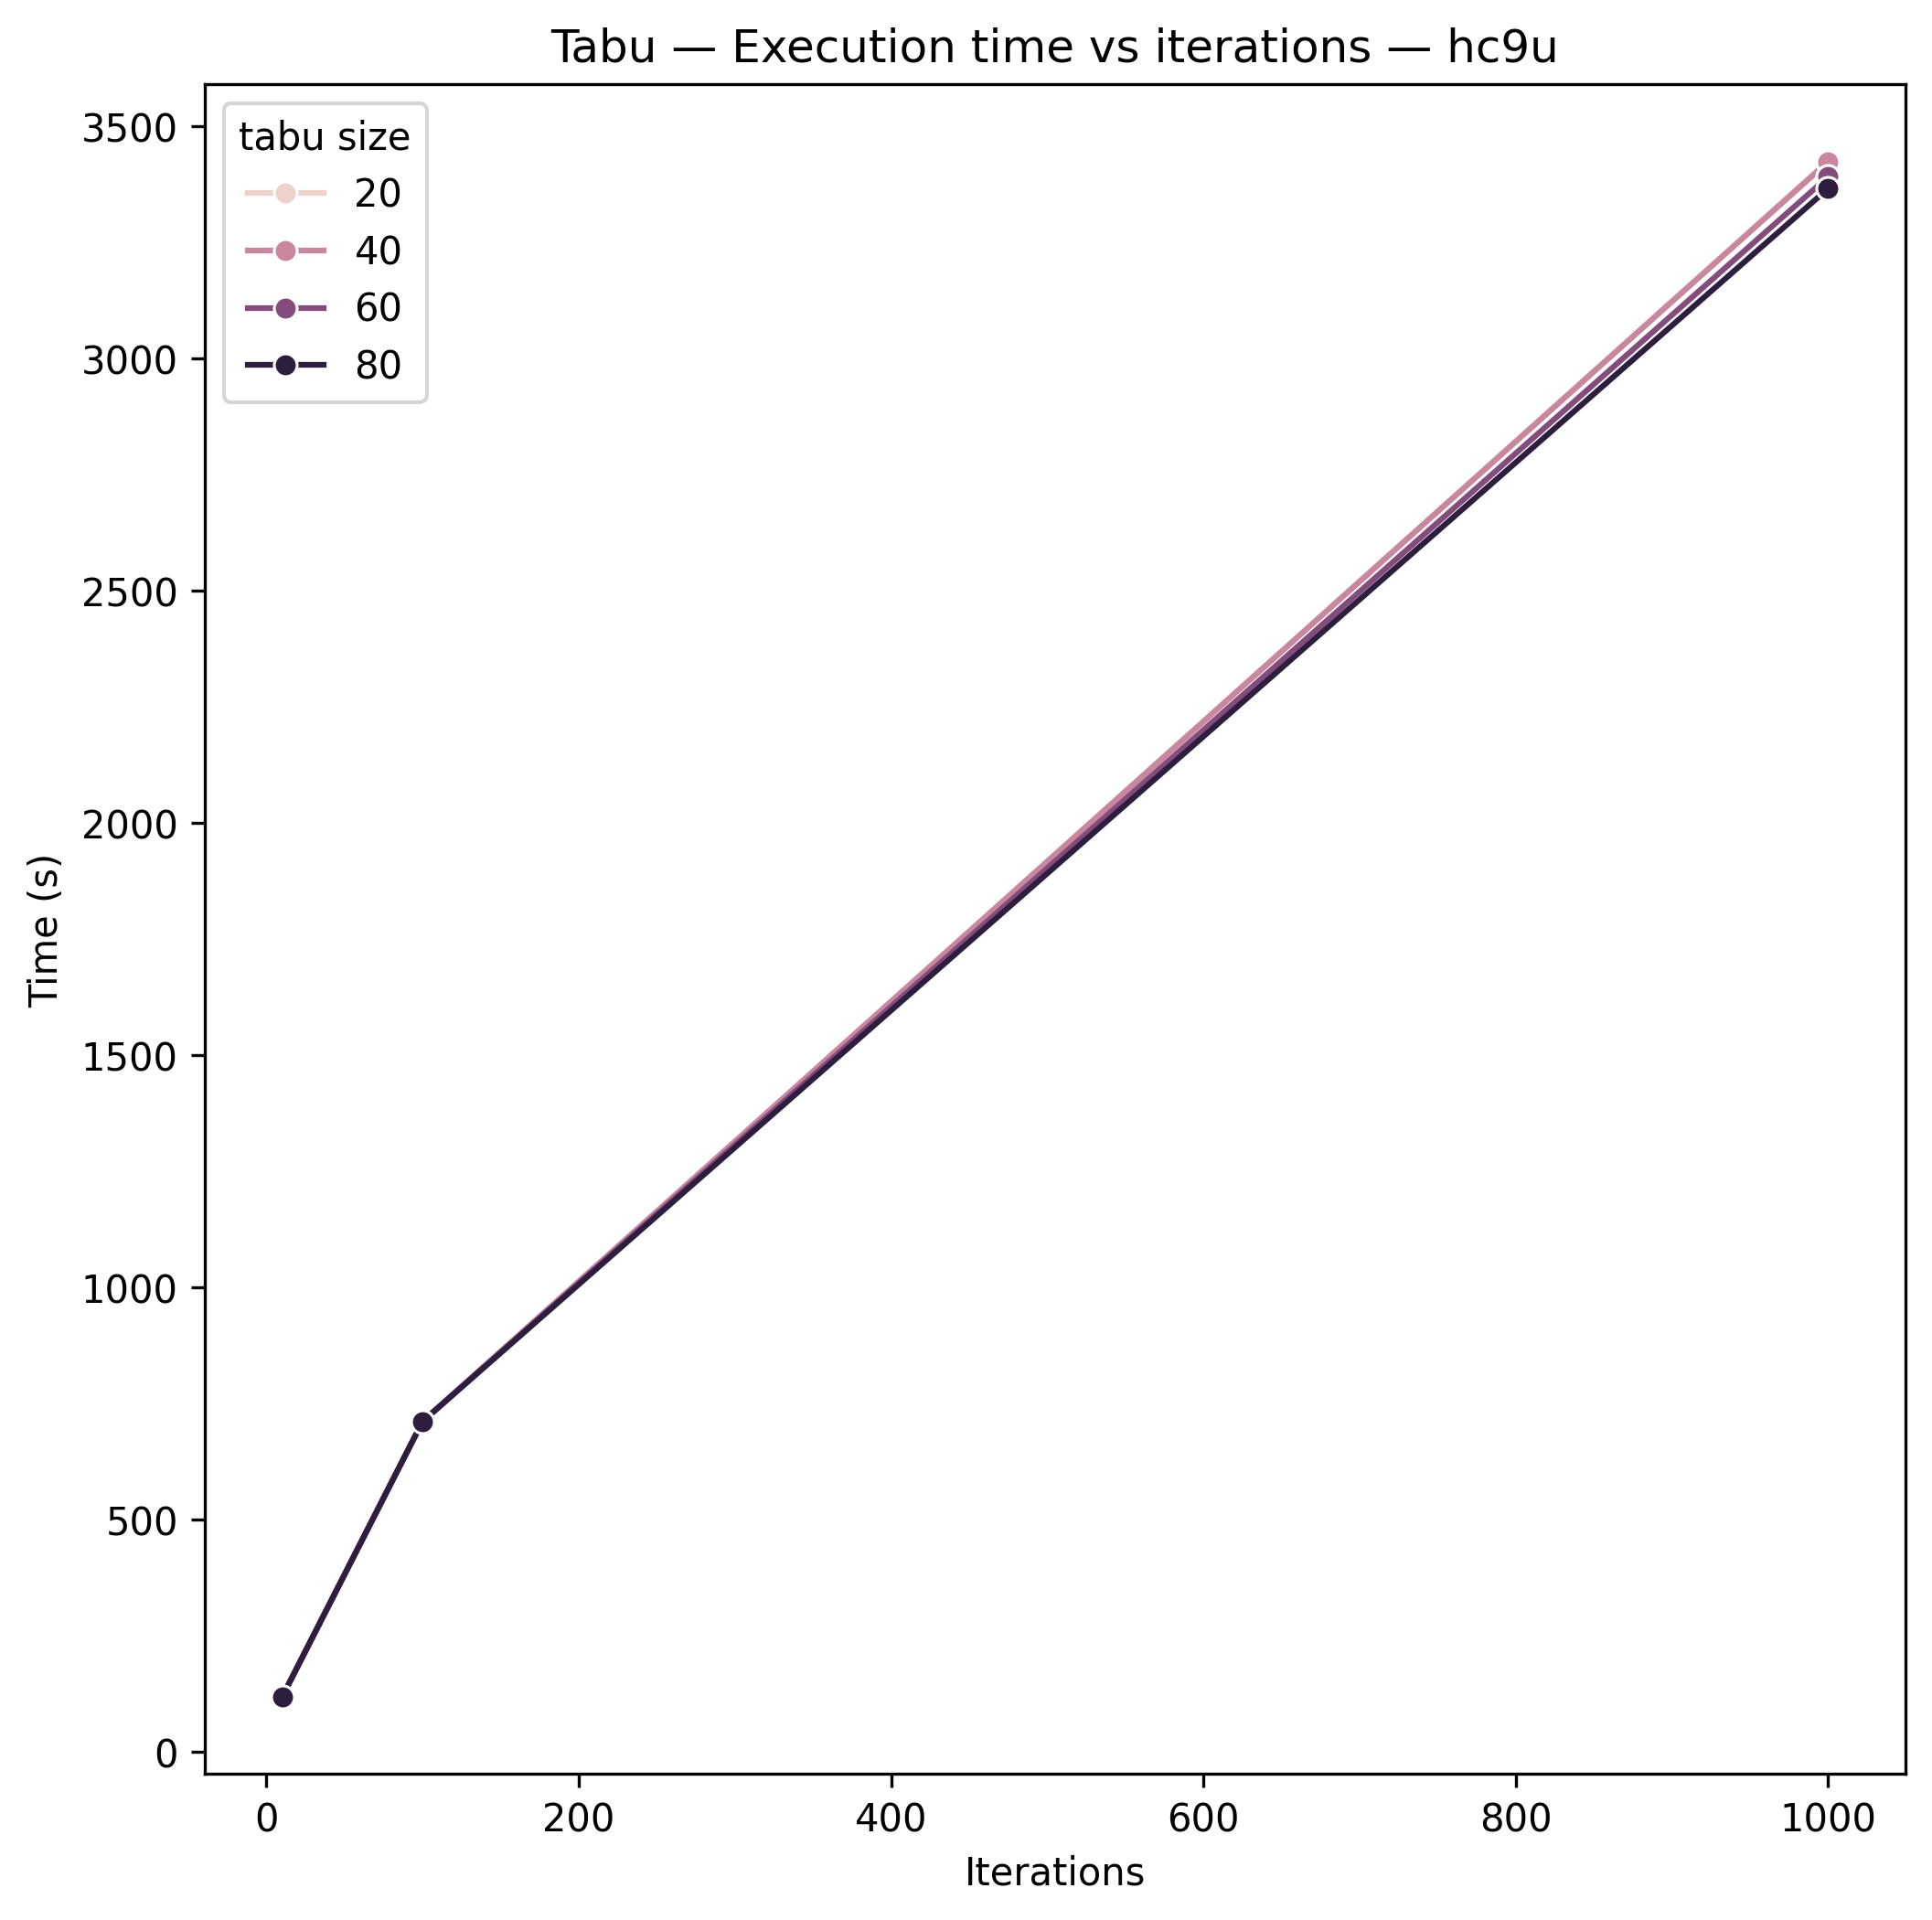 Tabu — Execution time vs iterations — hc9u
tabu size
20
40
60
80
3500
3000
2500
2000
1500
1000
500
0
Time (s)
0 200 400 600 800 1000
Iterations